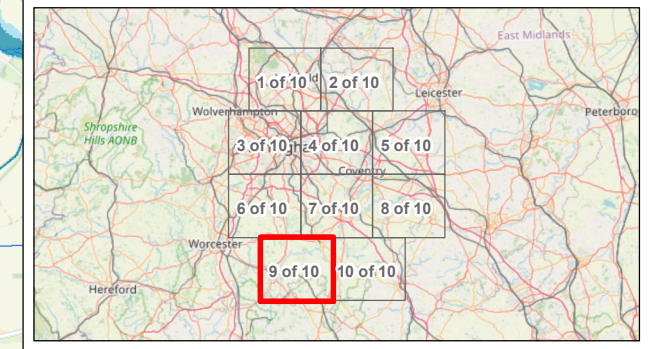 East Midlands
1 of 10 2 of 10
Leicester
Wolverhampton
Peterboro
Shropshire
Hills AONB
3 of 10 4 of 10 5 of 10
Coventry
6 of 10 7 of 10 8 of 10
Worcester
9 of 10 10 of 10
Hereford